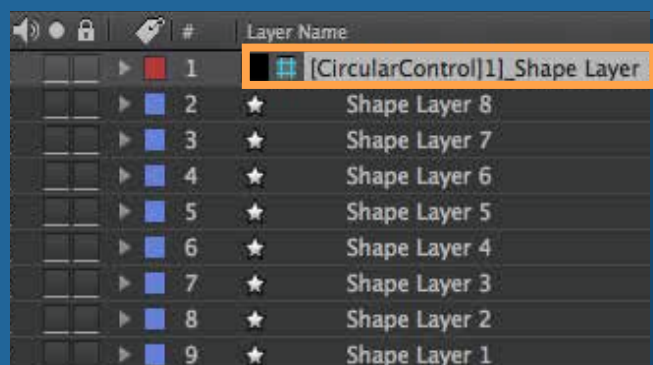 # Layer Name
1 [CircularControl]1]_Shape Layer
2 Shape Layer 8
3 Shape Layer 7
4 Shape Layer 6
5 Shape Layer 5
6 Shape Layer 4
7 Shape Layer 3
8 Shape Layer 2
9 Shape Layer 1